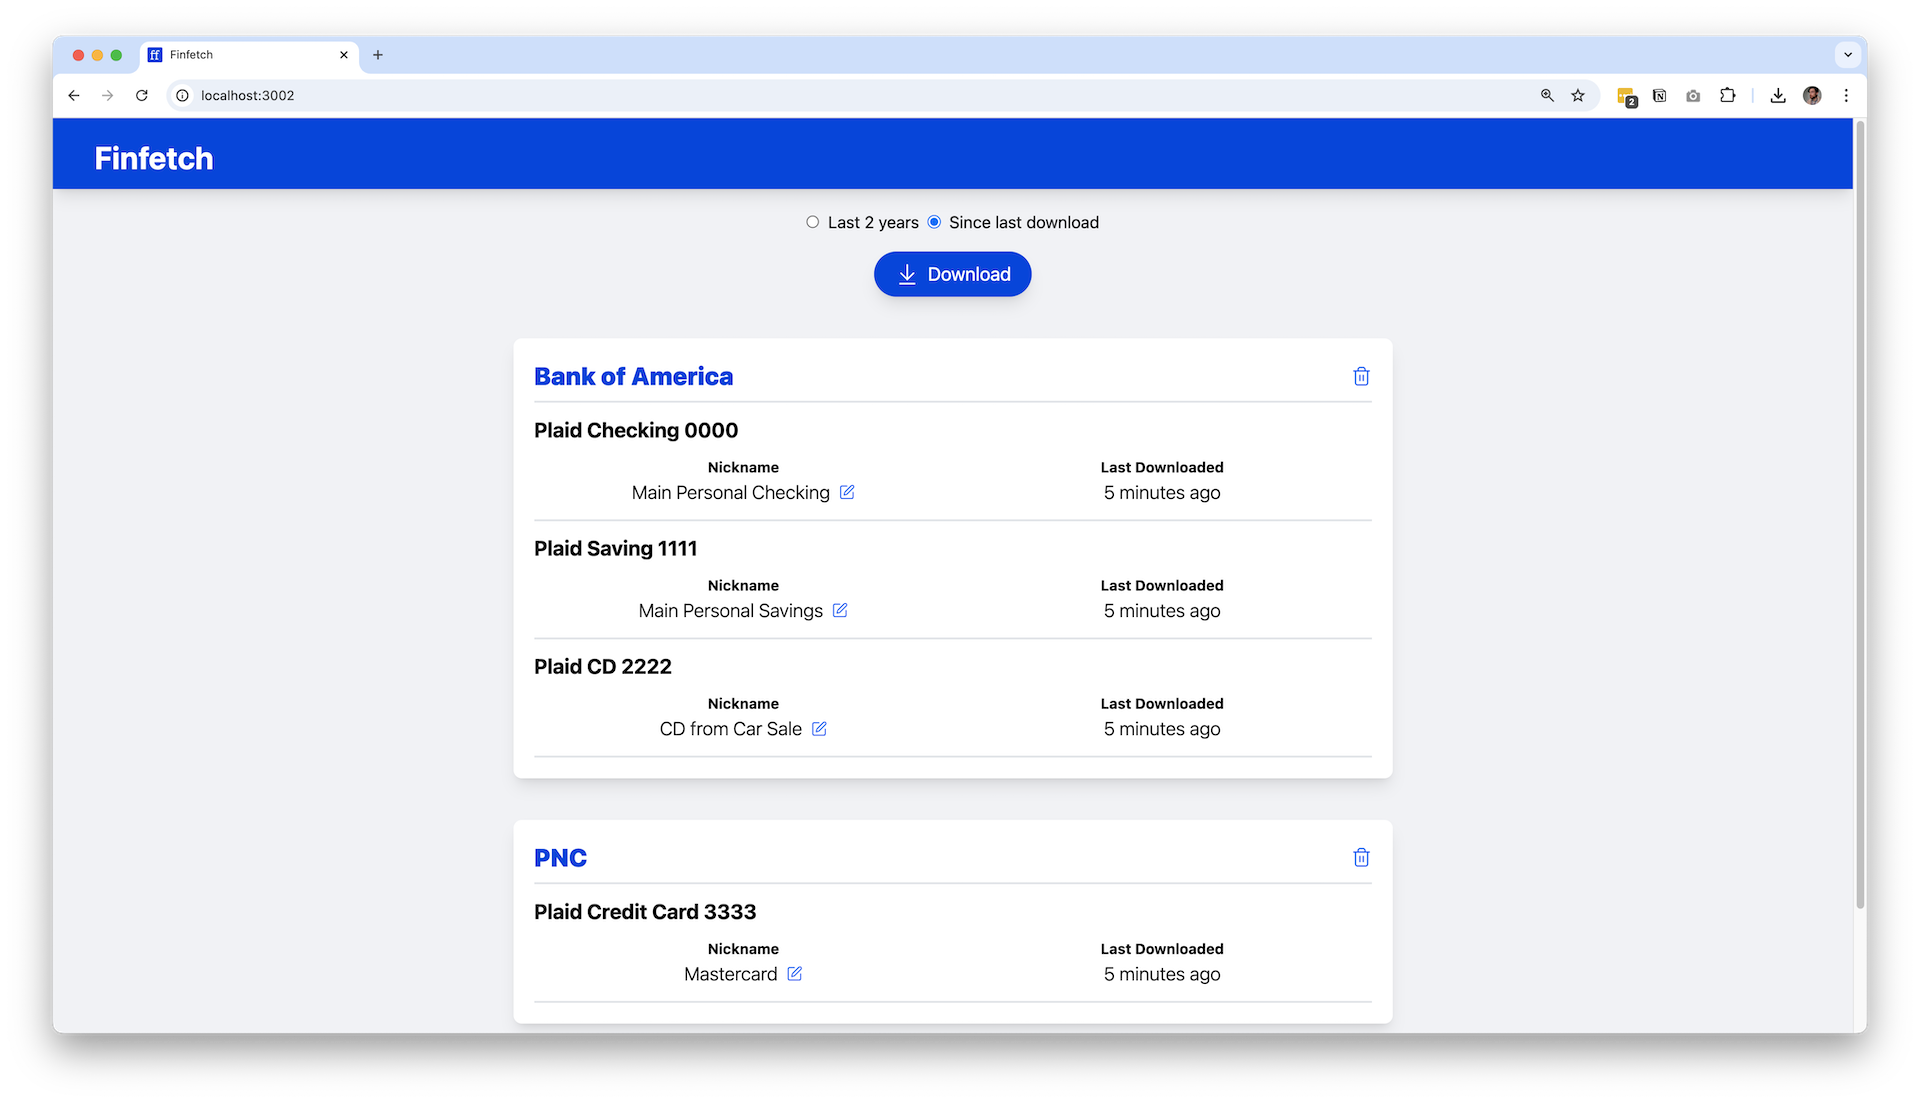 ff Finfetch
localhost:3002
2
Finfetch
Last 2 years Since last download
Download
Bank of America
Plaid Checking 0000
Nickname Last Downloaded
Main Personal Checking 5 minutes ago
Plaid Saving 1111
Nickname Last Downloaded
Main Personal Savings 5 minutes ago
Plaid CD 2222
Nickname Last Downloaded
CD from Car Sale 5 minutes ago
PNC
Plaid Credit Card 3333
Nickname Last Downloaded
Mastercard 5 minutes ago